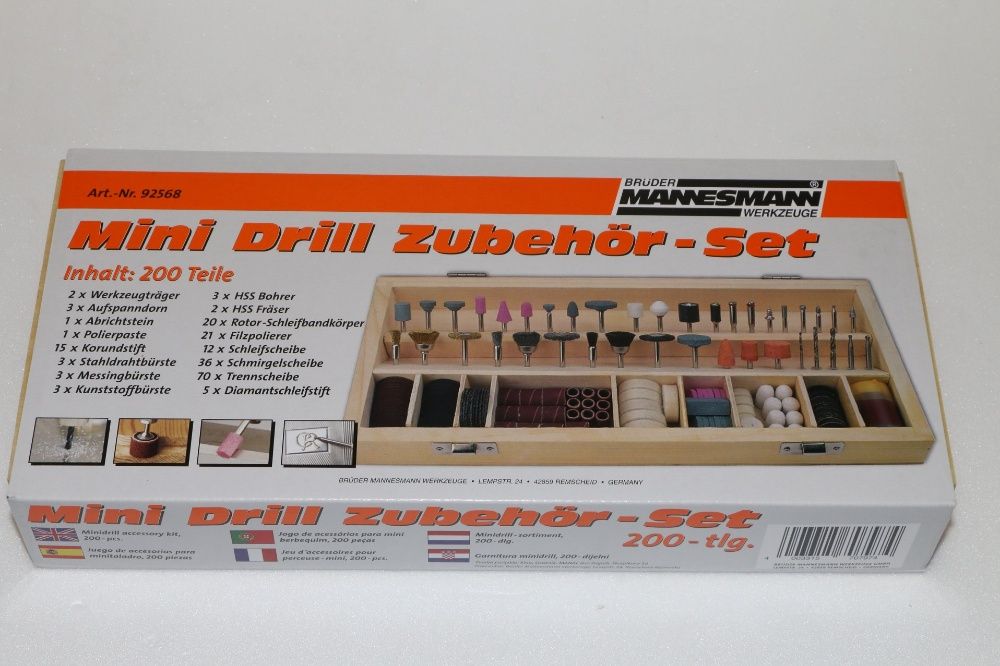 Art.-Nr. 92568
BRÜDER
MANNESMANN®
WERKZEUGE
Mini Drill Zubehör-Set
Inhalt: 200 Teile
2 x Werkzeugträger
3 x Aufspanndorn
1 x Abrichtstein
1 x Polierpaste
15 x Korundstift
3 x Stahldrahtbürste
3 x Messingbürste
3 x Kunststoffbürste
3 x HSS Bohrer
2 x HSS Fräser
20 x Rotor-Schleifbandkörper
21 x Filzpolierer
12 x Schleifscheibe
36 x Schmirgelscheibe
70 x Trennscheibe
5 x Diamantschleifstift
BRÜDER MANNESMANN WERKZEUGE • LEMPSTR. 24 • 42859 REMSCHEID • GERMANY
Mini Drill Zubehör-Set
200-tlg.
Minidrill accessory kit,
200-pcs.
Juego de accesorios para
minitaladro, 200 piezas
Jogo de acessórios para mini
berbequim, 200 peças
Jeu d'accessoires pour
perceuse-mini, 200-pcs.
Minidrill-sortiment,
200-dlg.
Garnitura minidrill, 200-dijelni
BRÜDER MANNESMANN WERKZEUGE GMBH